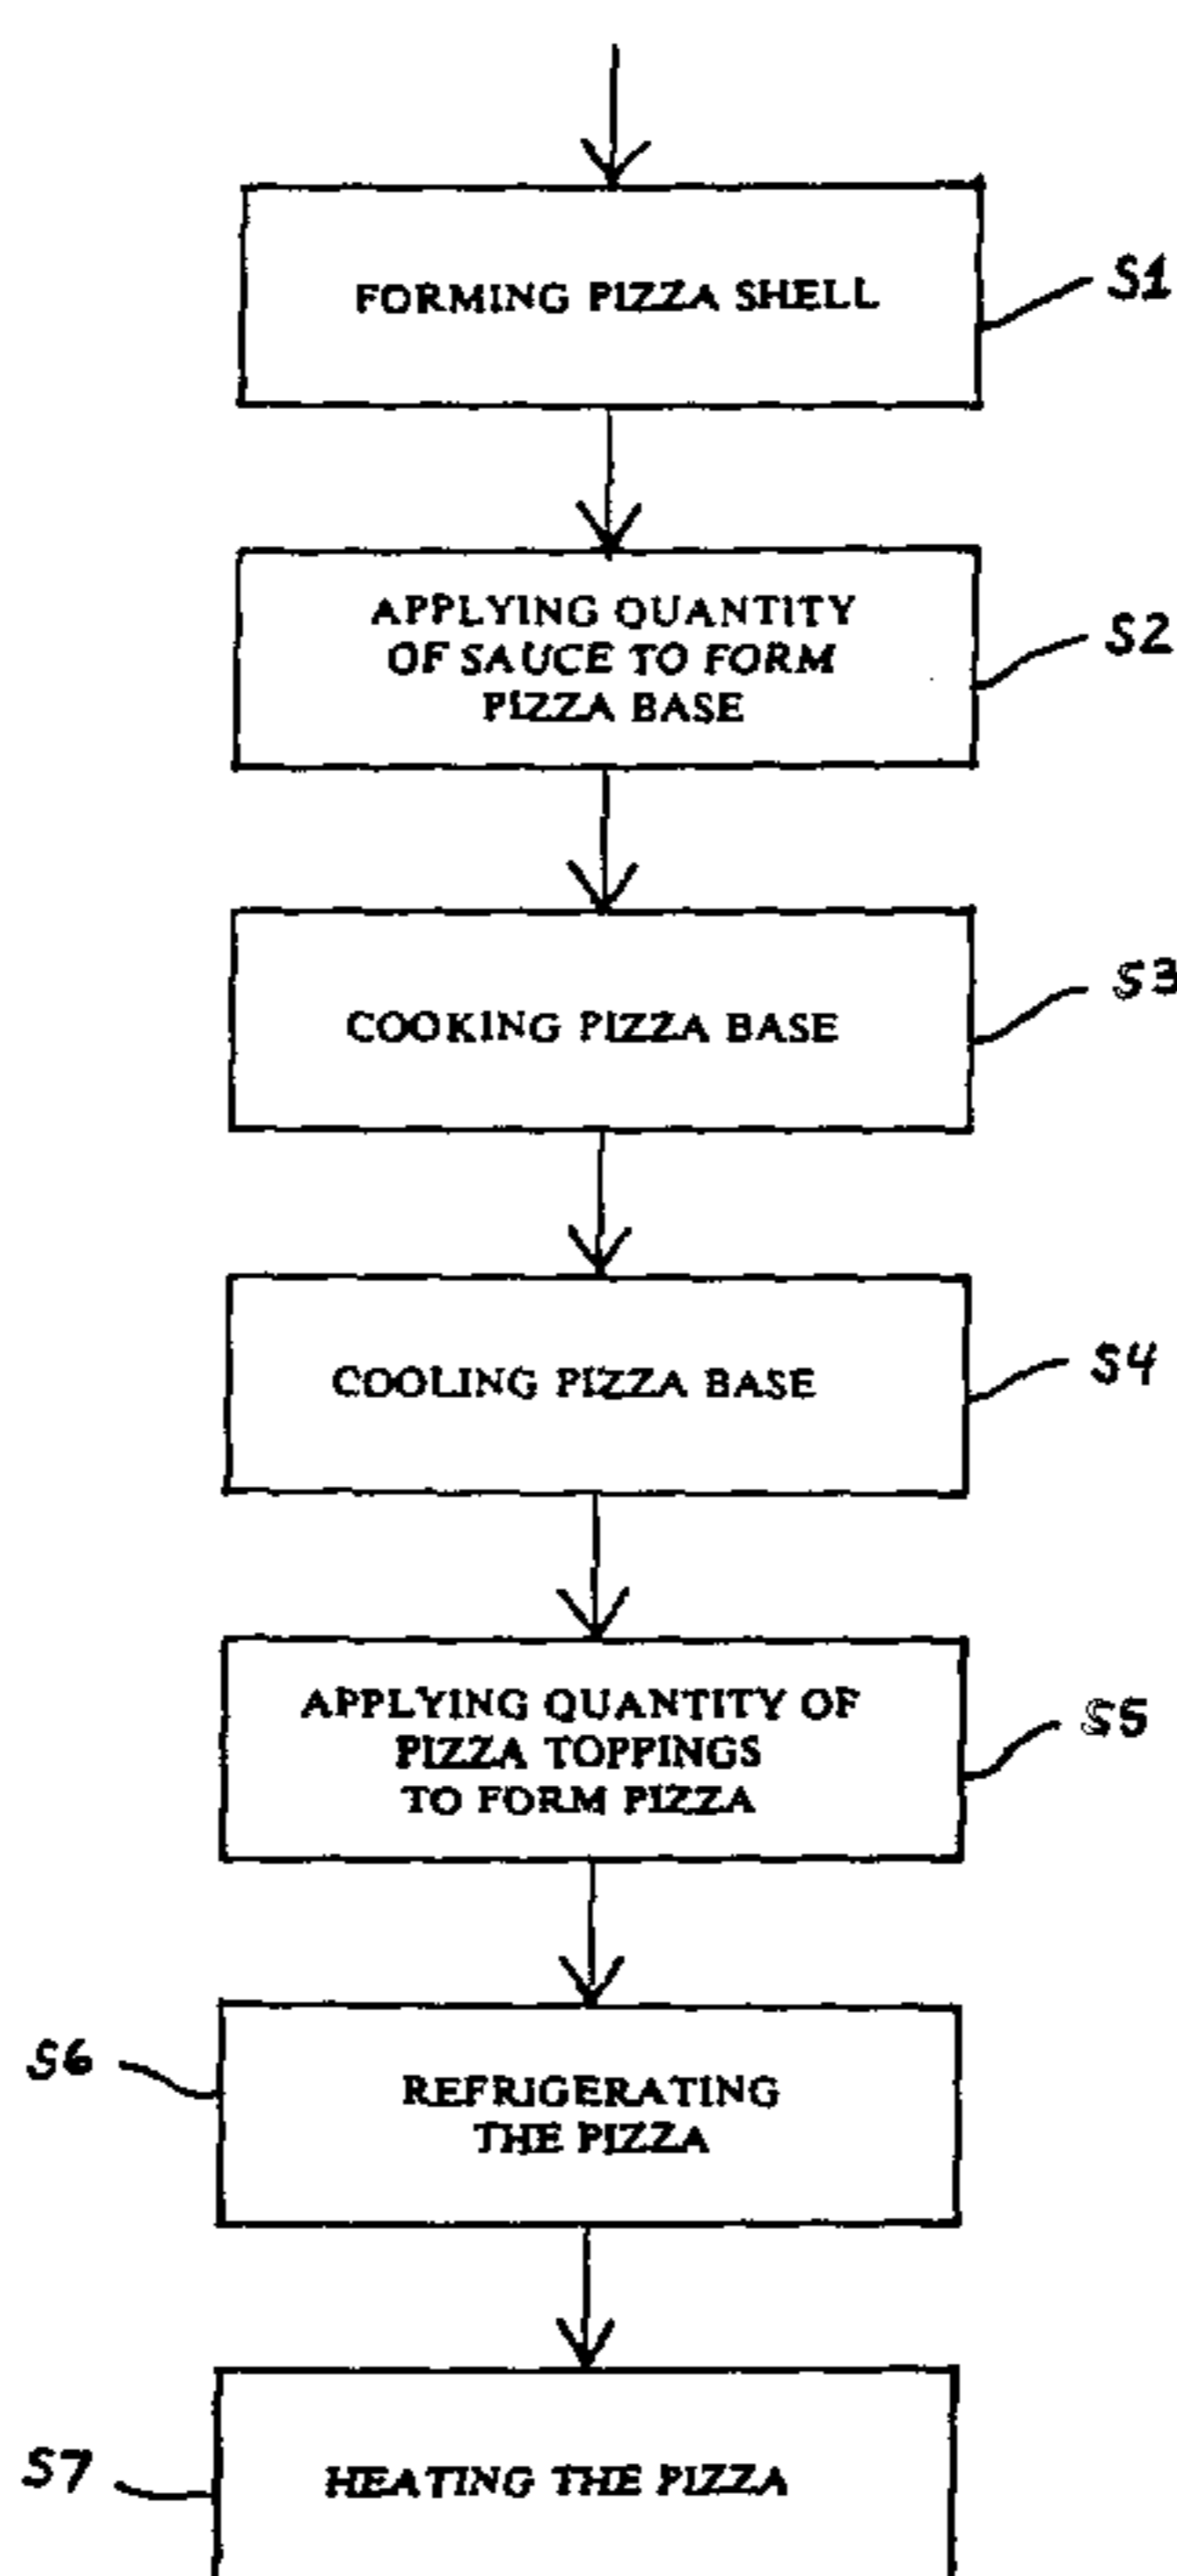 FORMING PIZZA SHELL
S1
APPLYING QUANTITY
OF SAUCE TO FORM
PIZZA BASE
S2
COOKING PIZZA BASE
S3
COOLING PIZZA BASE
S4
APPLYING QUANTITY OF
PIZZA TOPPINGS
TO FORM PIZZA
S5
S6
REFRIGERATING
THE PIZZA
S7
HEATING THE PIZZA